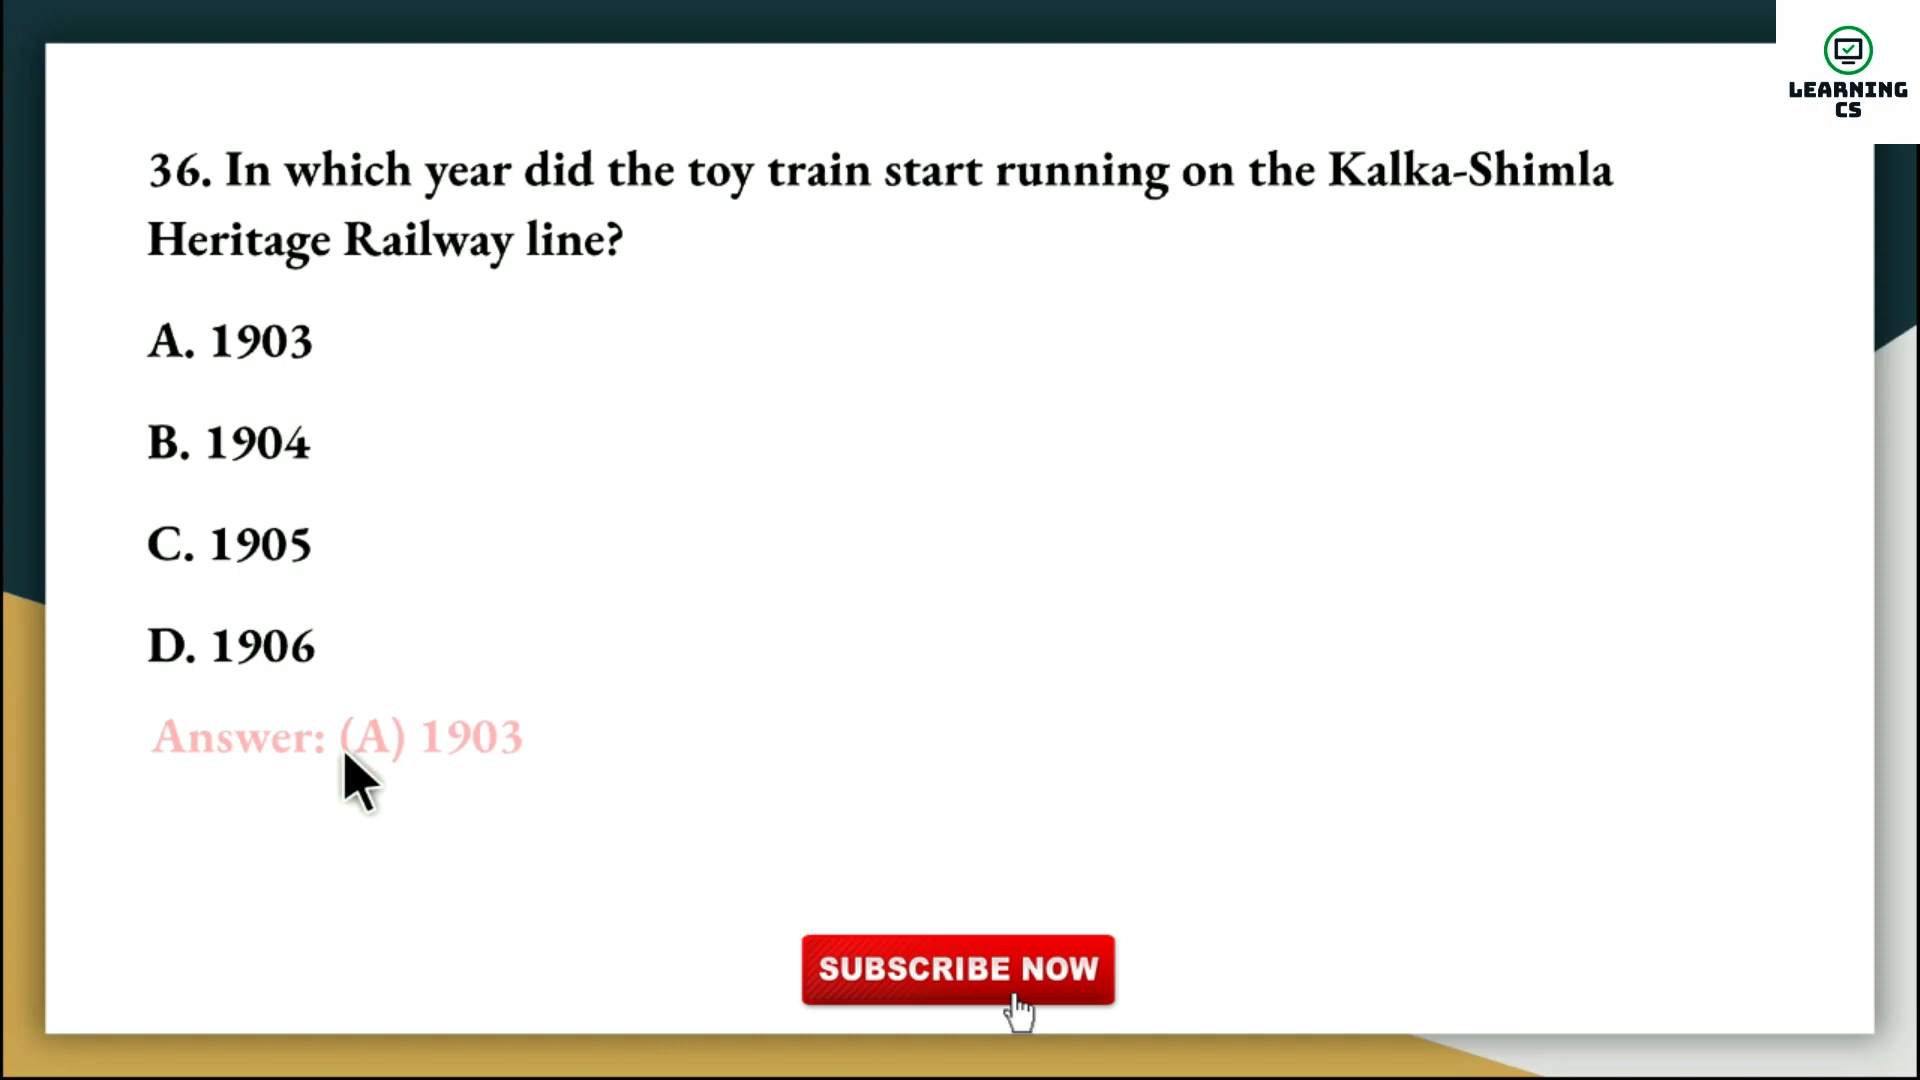 LEARNING
CS
36. In which year did the toy train start running on the Kalka-Shimla
Heritage Railway line?
A. 1903
B. 1904
C. 1905
D. 1906
Answer: (A) 1903
SUBSCRIBE NOW